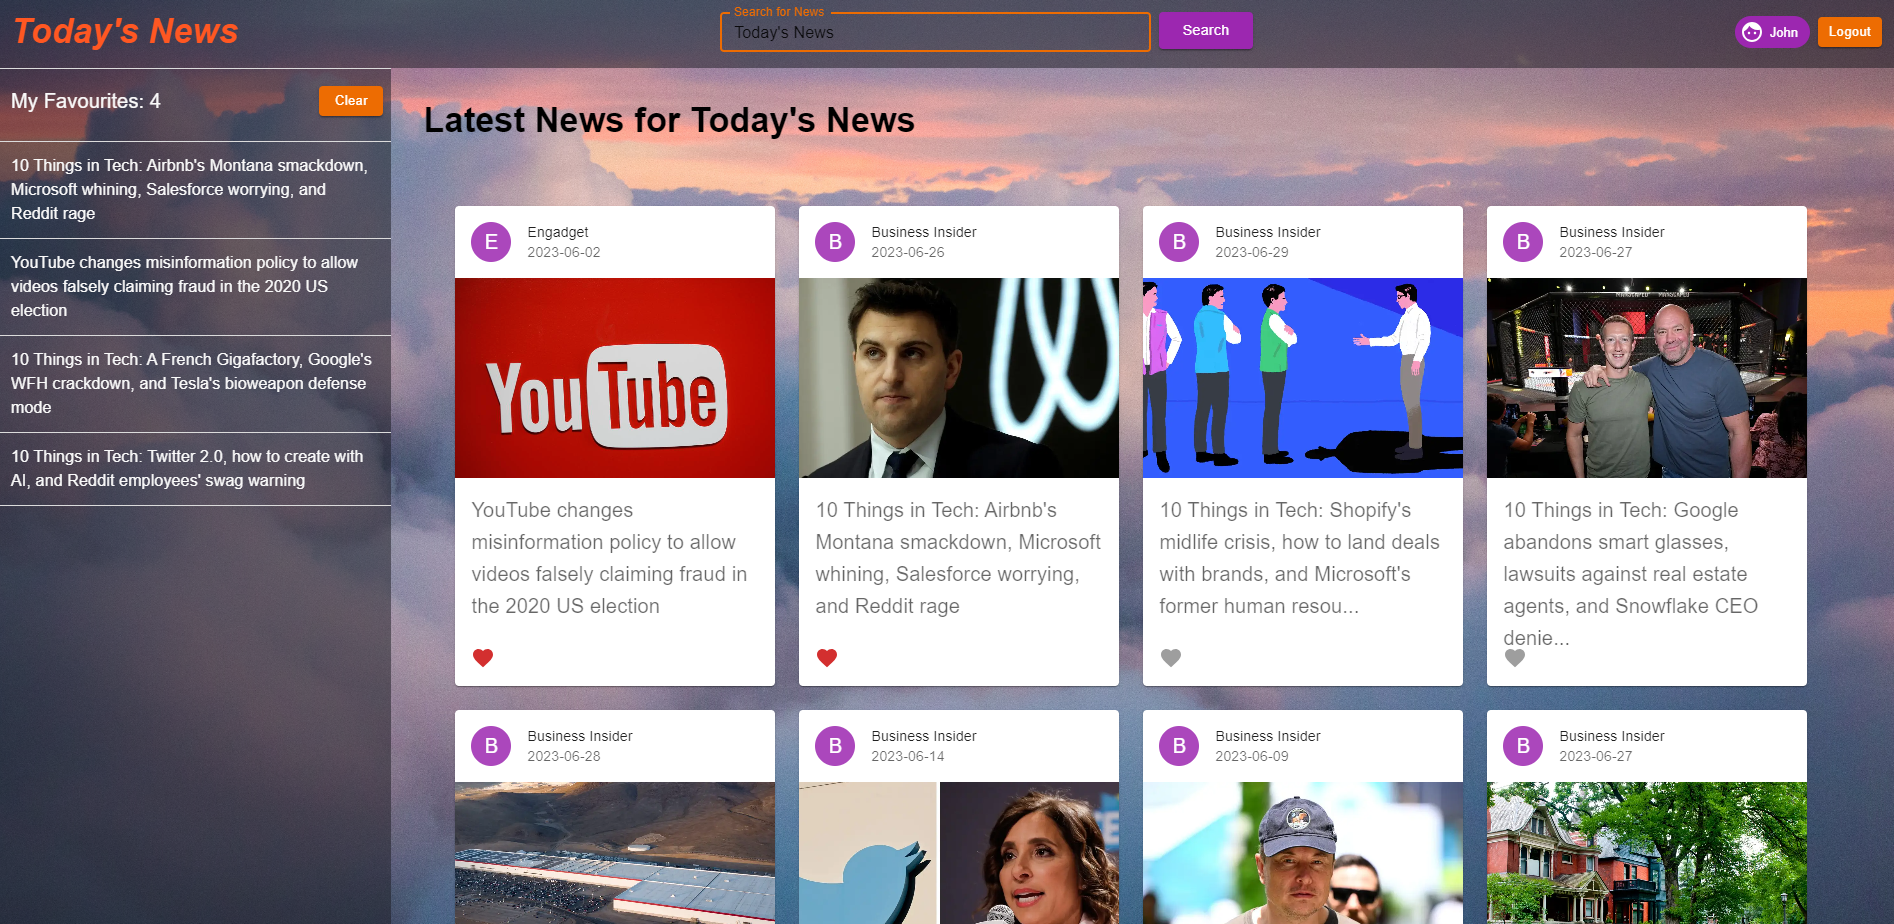 Today's News
Search for News
Today's News
Search
John
Logout
My Favourites: 4
Clear
10 Things in Tech: Airbnb's Montana smackdown,
Microsoft whining, Salesforce worrying, and
Reddit rage
YouTube changes misinformation policy to allow
videos falsely claiming fraud in the 2020 US
election
10 Things in Tech: A French Gigafactory, Google's
WFH crackdown, and Tesla's bioweapon defense
mode
10 Things in Tech: Twitter 2.0, how to create with
AI, and Reddit employees' swag warning
Latest News for Today's News
E
Engadget
2023-06-02
YouTube
YouTube changes
misinformation policy to allow
videos falsely claiming fraud in
the 2020 US election
B
Business Insider
2023-06-26
10 Things in Tech: Airbnb's
Montana smackdown, Microsoft
whining, Salesforce worrying,
and Reddit rage
B
Business Insider
2023-06-29
10 Things in Tech: Shopify's
midlife crisis, how to land deals
with brands, and Microsoft's
former human resou...
B
Business Insider
2023-06-27
10 Things in Tech: Google
abandons smart glasses,
lawsuits against real estate
agents, and Snowflake CEO
denie...
B
Business Insider
2023-06-28
B
Business Insider
2023-06-14
B
Business Insider
2023-06-09
B
Business Insider
2023-06-27